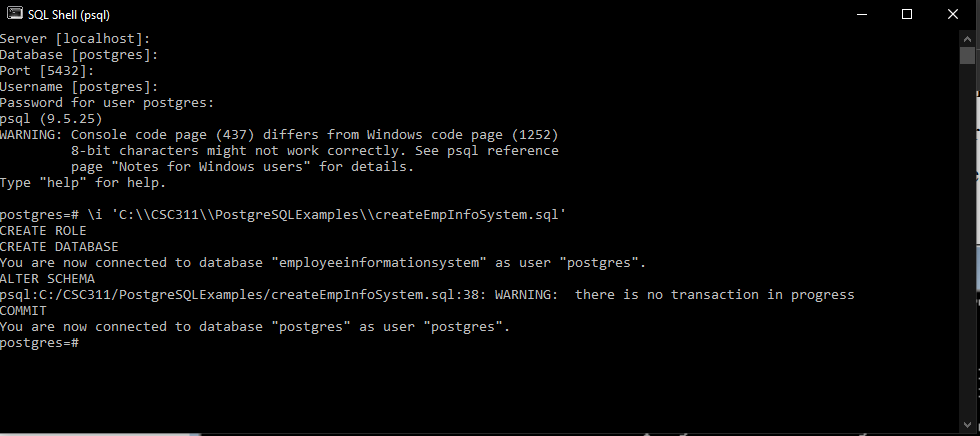 SQL Shell (psql)
Server [localhost]:
Database [postgres]:
Port [5432]:
Username [postgres]:
Password for user postgres:
psql (9.5.25)
WARNING: Console code page (437) differs from Windows code page (1252)
         8-bit characters might not work correctly. See psql reference
         page "Notes for Windows users" for details.
Type "help" for help.

postgres=# \i 'C:\\CSC311\\PostgreSQLExamples\\createEmpInfoSystem.sql'
CREATE ROLE
CREATE DATABASE
You are now connected to database "employeeinformationsystem" as user "postgres".
ALTER SCHEMA
psql:C:/CSC311/PostgreSQLExamples/createEmpInfoSystem.sql:38: WARNING:  there is no transaction in progress
COMMIT
You are now connected to database "postgres" as user "postgres".
postgres=#